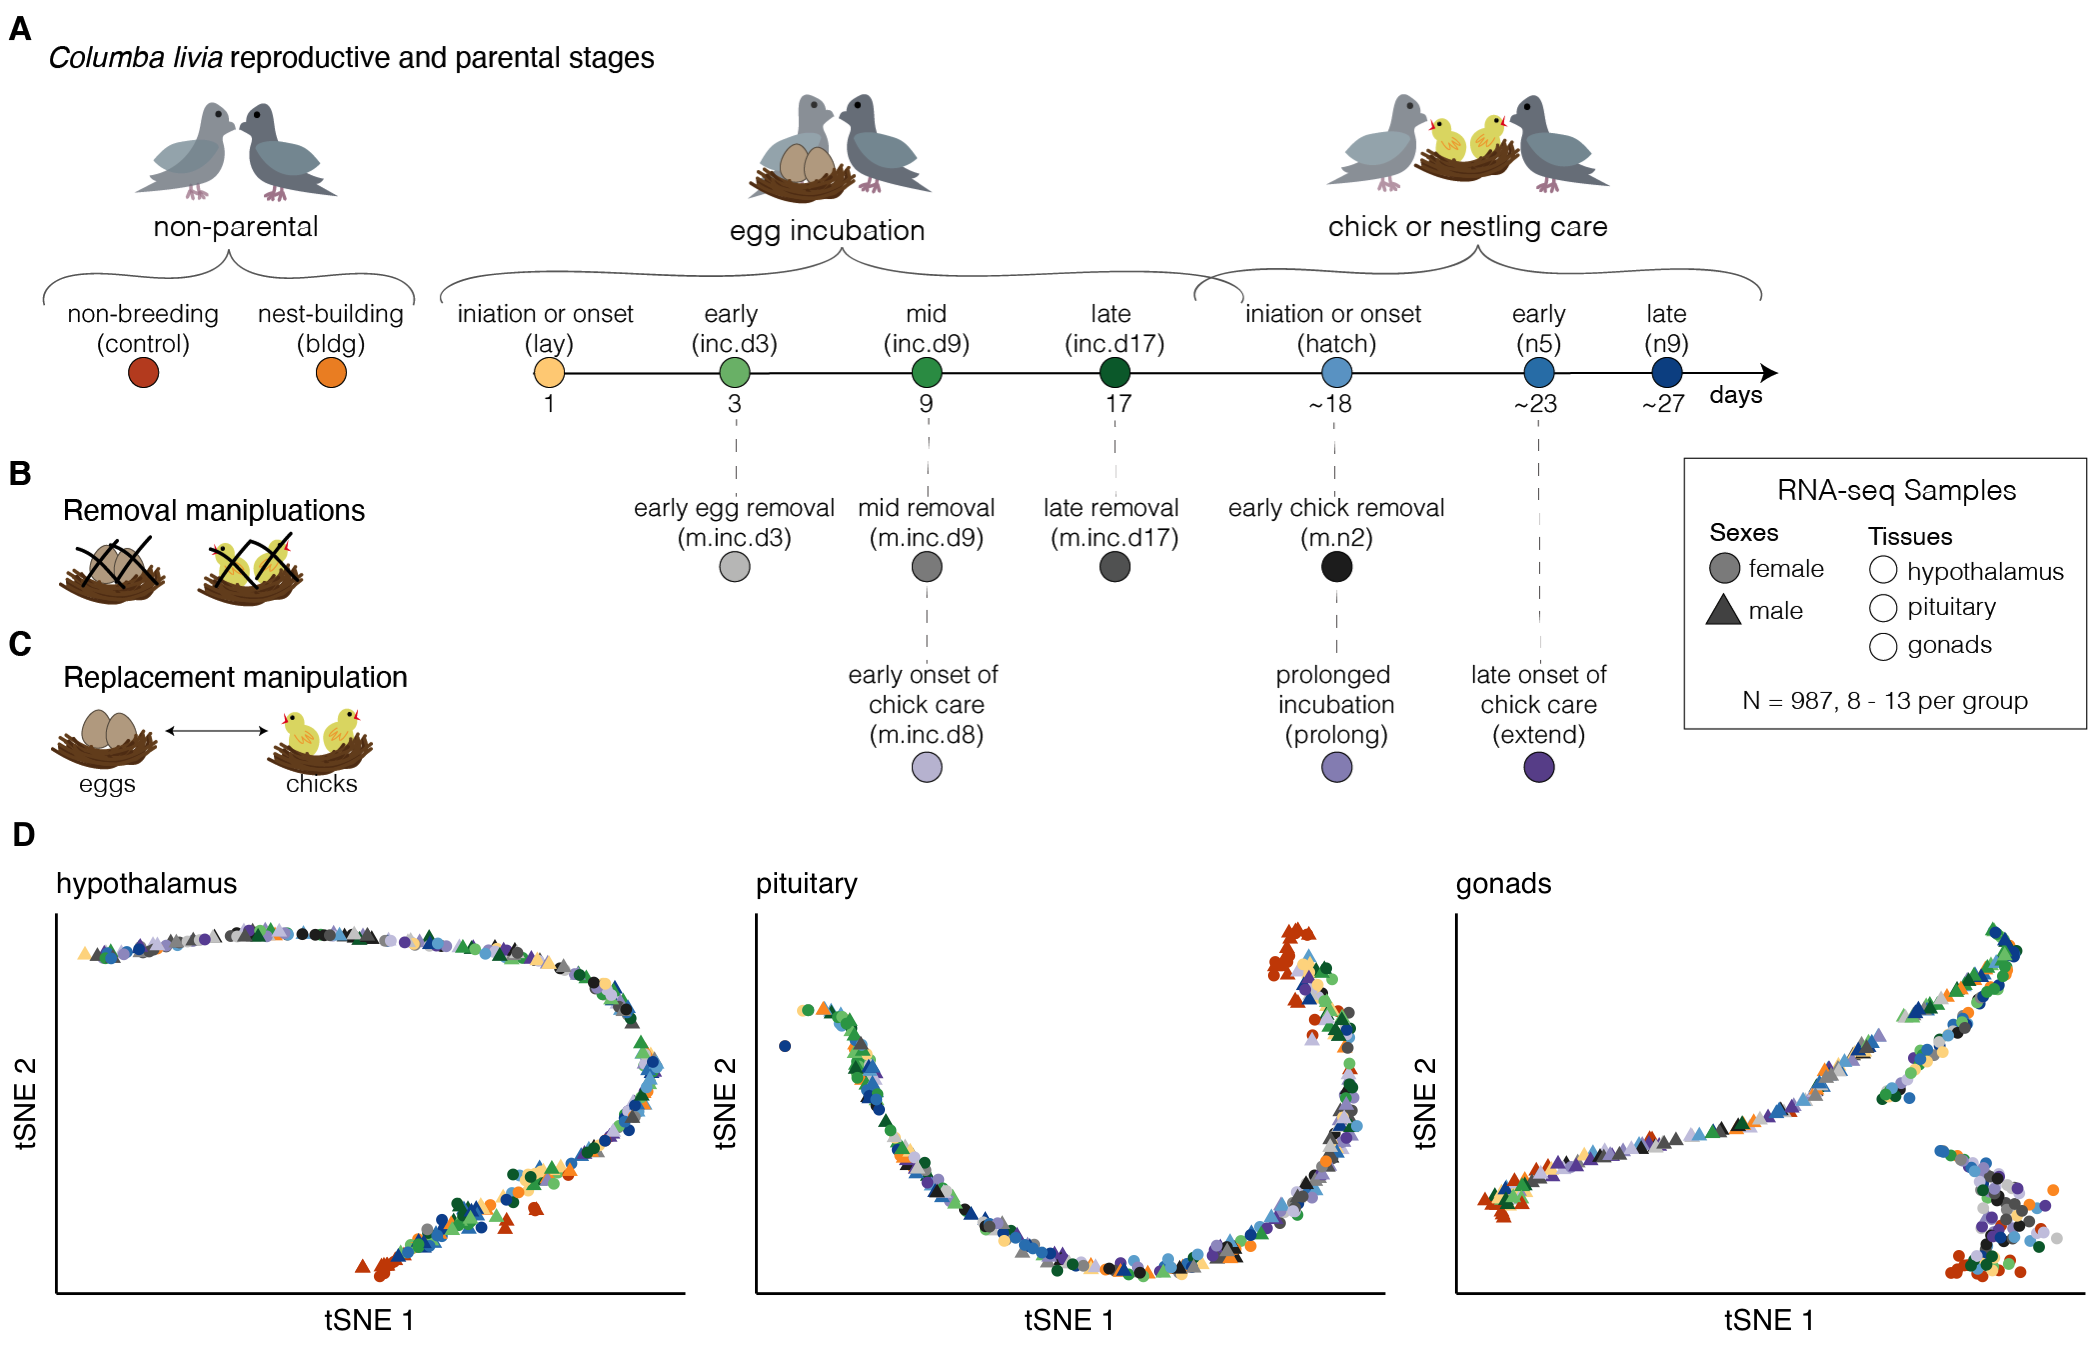 A
Columba livia reproductive and parental stages
non-parental
egg incubation
chick or nestling care
non-breeding
(control)
nest-building
(bldg)
iniation or onset
(lay)
early
(inc.d3)
mid
(inc.d9)
late
(inc.d17)
iniation or onset
(hatch)
early
(n5)
late
(n9)
1
3
9
17
~18
~23
~27
days
B
Removal manipluations
early egg removal
(m.inc.d3)
mid removal
(m.inc.d9)
late removal
(m.inc.d17)
early chick removal
(m.n2)
C
Replacement manipulation
eggs
chicks
early onset of
chick care
(m.inc.d8)
prolonged
incubation
(prolong)
late onset of
chick care
(extend)
RNA-seq Samples
Sexes
female
male
Tissues
hypothalamus
pituitary
gonads
N = 987, 8 - 13 per group
D
hypothalamus
tSNE 2
tSNE 1
pituitary
tSNE 2
tSNE 1
gonads
tSNE 2
tSNE 1